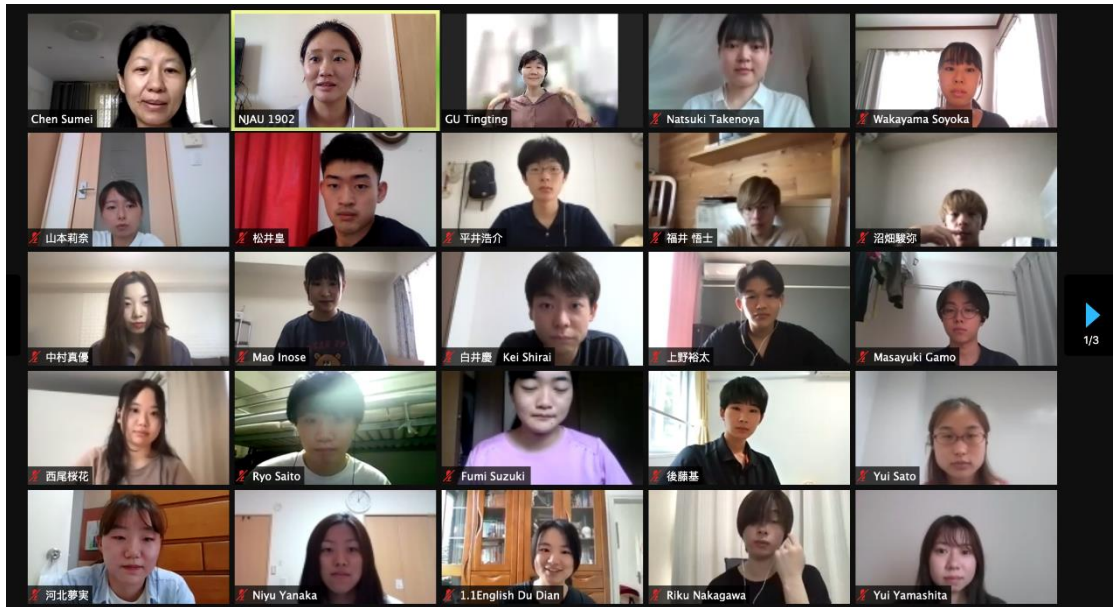 Chen Sumei
NJAU 1902
GU Tingting
Natsuki Takenoya
Wakayama Soyoka
山本莉奈
松井皇
平井浩介
福井 悟士
沼畑駿弥
中村真優
Mao Inose
白井慶 Kei Shirai
上野裕太
Masayuki Gamo
1/3
西尾桜花
Ryo Saito
Fumi Suzuki
後藤基
Yui Sato
河北夢実
Niyu Yanaka
1.1English Du Dian
Riku Nakagawa
Yui Yamashita